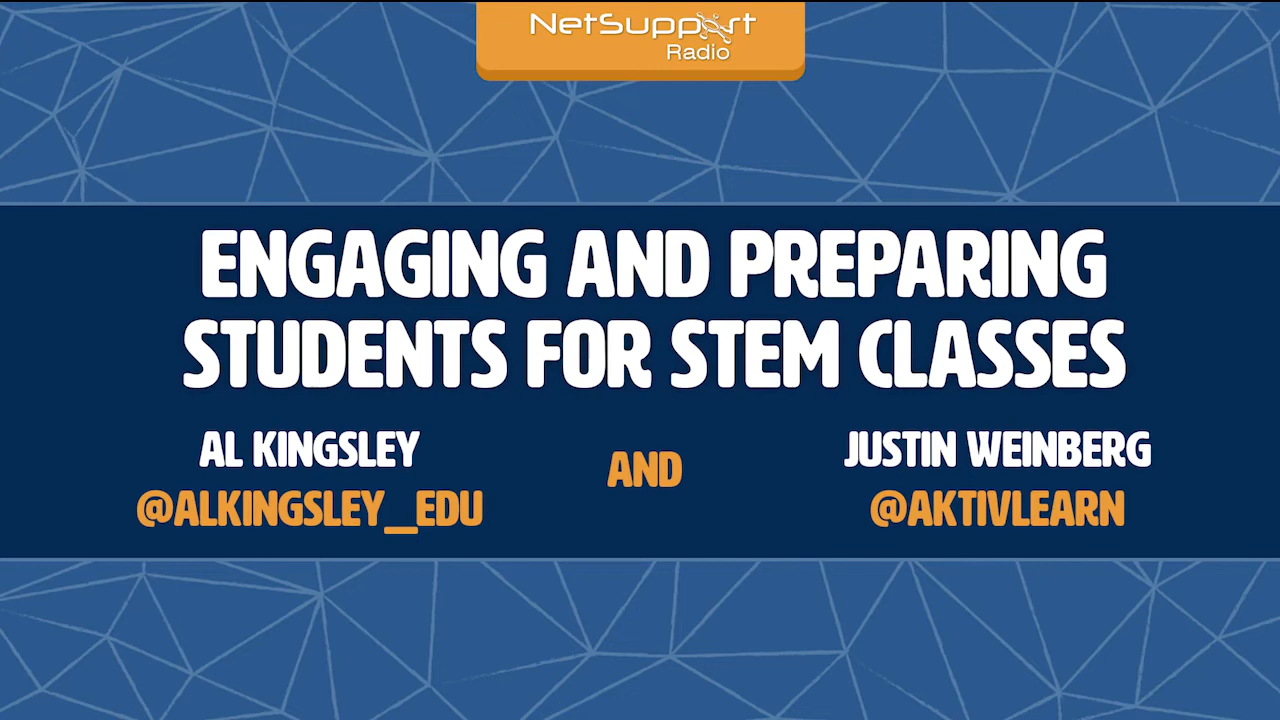 NetSupport
Radio
ENGAGING AND PREPARING
STUDENTS FOR STEM CLASSES
AL KINGSLEY
@ALKINGSLEY_EDU
AND
JUSTIN WEINBERG
@AKTIVLEARN